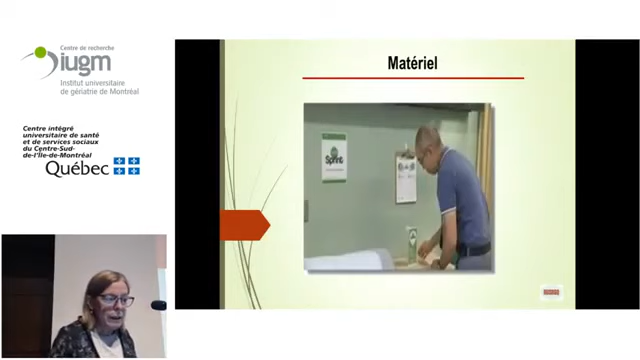 Centre de recherche
iugm
Institut universitaire
de gériatrie de Montréal
Centre intégré
universitaire de santé
et de services sociaux
du Centre-Sud-
de-l'Île-de-Montréal
Québec
Matériel
Sprint